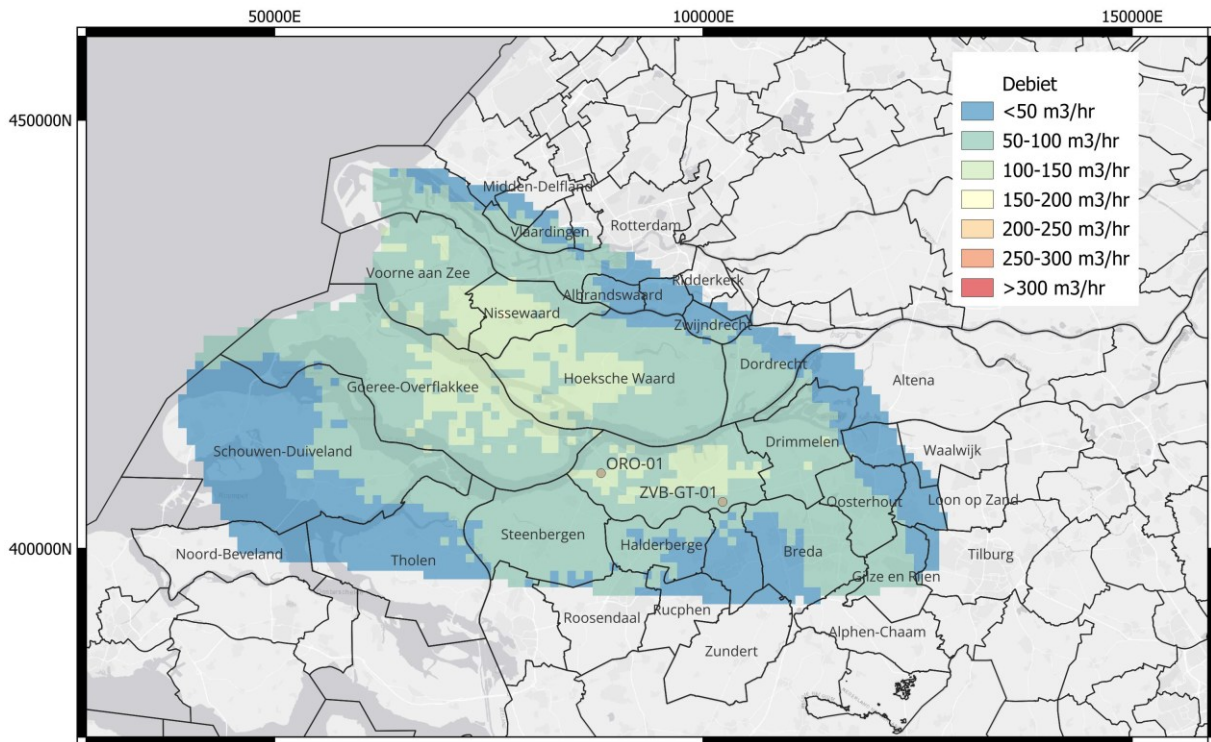 50000E 100000E 150000E
450000N
400000N
Debiet
<50 m3/hr
50-100 m3/hr
100-150 m3/hr
150-200 m3/hr
200-250 m3/hr
250-300 m3/hr
>300 m3/hr
Midden-Delfland
Vlaardingen
Rotterdam
Voorne aan Zee
Ridderkerk
Albrandswaard
Nissewaard
Zwijndrecht
Dordrecht
Hoeksche Waard
Altena
Goeree-Overflakkee
Drimmelen
Schouwen-Duiveland
Waalwijk
ORO-01
ZVB-GT-01
Oosterhout
Loon op Zand
Steenbergen
Halderberge
Breda
Noord-Beveland
Tholen
Tilburg
Gilze en Rijen
Roosendaal
Rucphen
Alphen-Chaam
Zundert